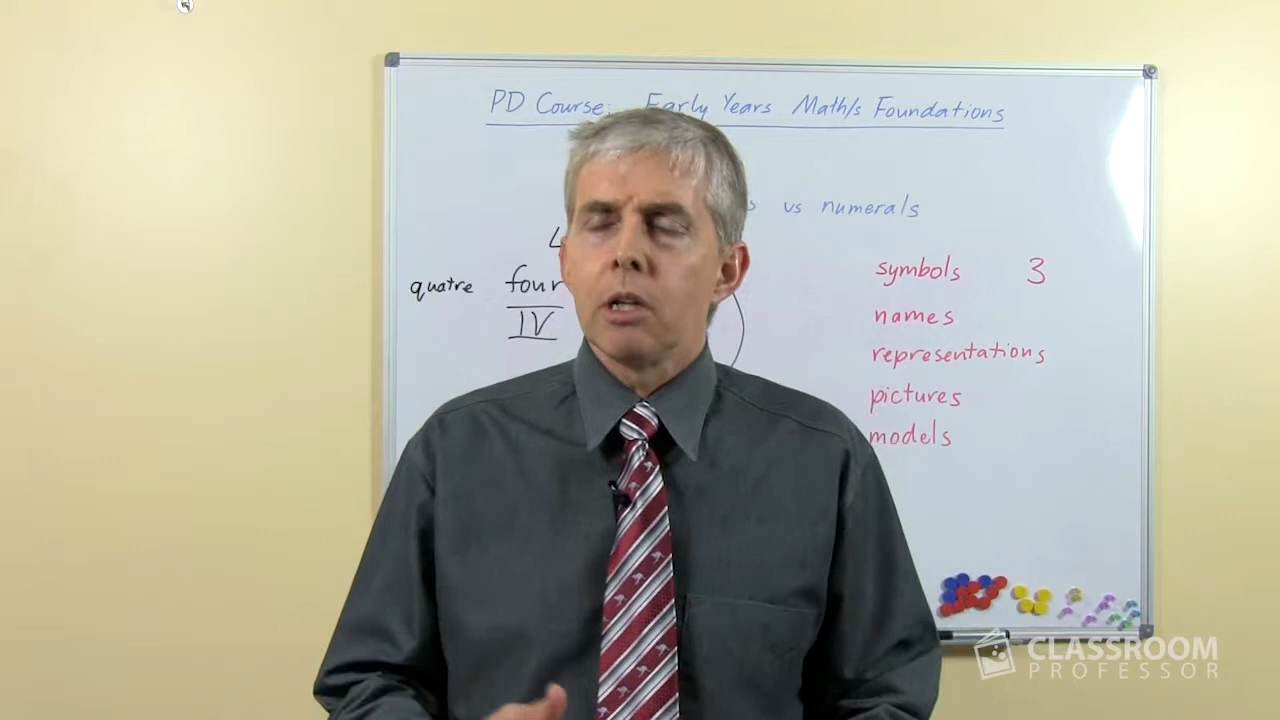 PD Course: Early Years Math/s Foundations
vs numerals
quatre four
IV
symbols 3
names
representations
pictures
models
CLASSROOM
PROFESSOR